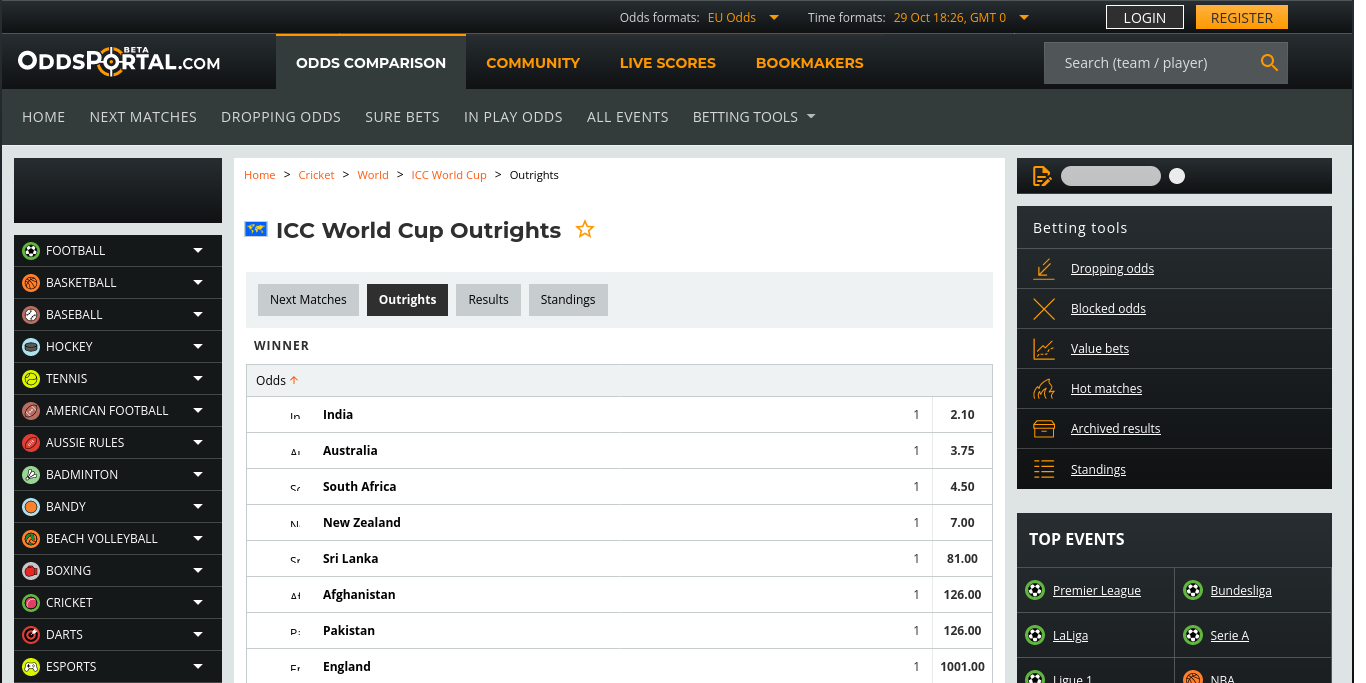 Odds formats: EU Odds Time formats: 29 Oct 18:26, GMT 0 LOGIN REGISTER
ODDSPORTAL.COM BETA ODDS COMPARISON COMMUNITY LIVE SCORES BOOKMAKERS Search (team / player)
HOME NEXT MATCHES DROPPING ODDS SURE BETS IN PLAY ODDS ALL EVENTS BETTING TOOLS
Home > Cricket > World > ICC World Cup > Outrights
ICC World Cup Outrights
Next Matches Outrights Results Standings
WINNER
Odds
India 1 2.10
Australia 1 3.75
South Africa 1 4.50
New Zealand 1 7.00
Sri Lanka 1 81.00
Afghanistan 1 126.00
Pakistan 1 126.00
England 1 1001.00
FOOTBALL
BASKETBALL
BASEBALL
HOCKEY
TENNIS
AMERICAN FOOTBALL
AUSSIE RULES
BADMINTON
BANDY
BEACH VOLLEYBALL
BOXING
CRICKET
DARTS
ESPORTS
Betting tools
Dropping odds
Blocked odds
Value bets
Hot matches
Archived results
Standings
TOP EVENTS
Premier League Bundesliga
LaLiga Serie A
Ligue 1 NBA